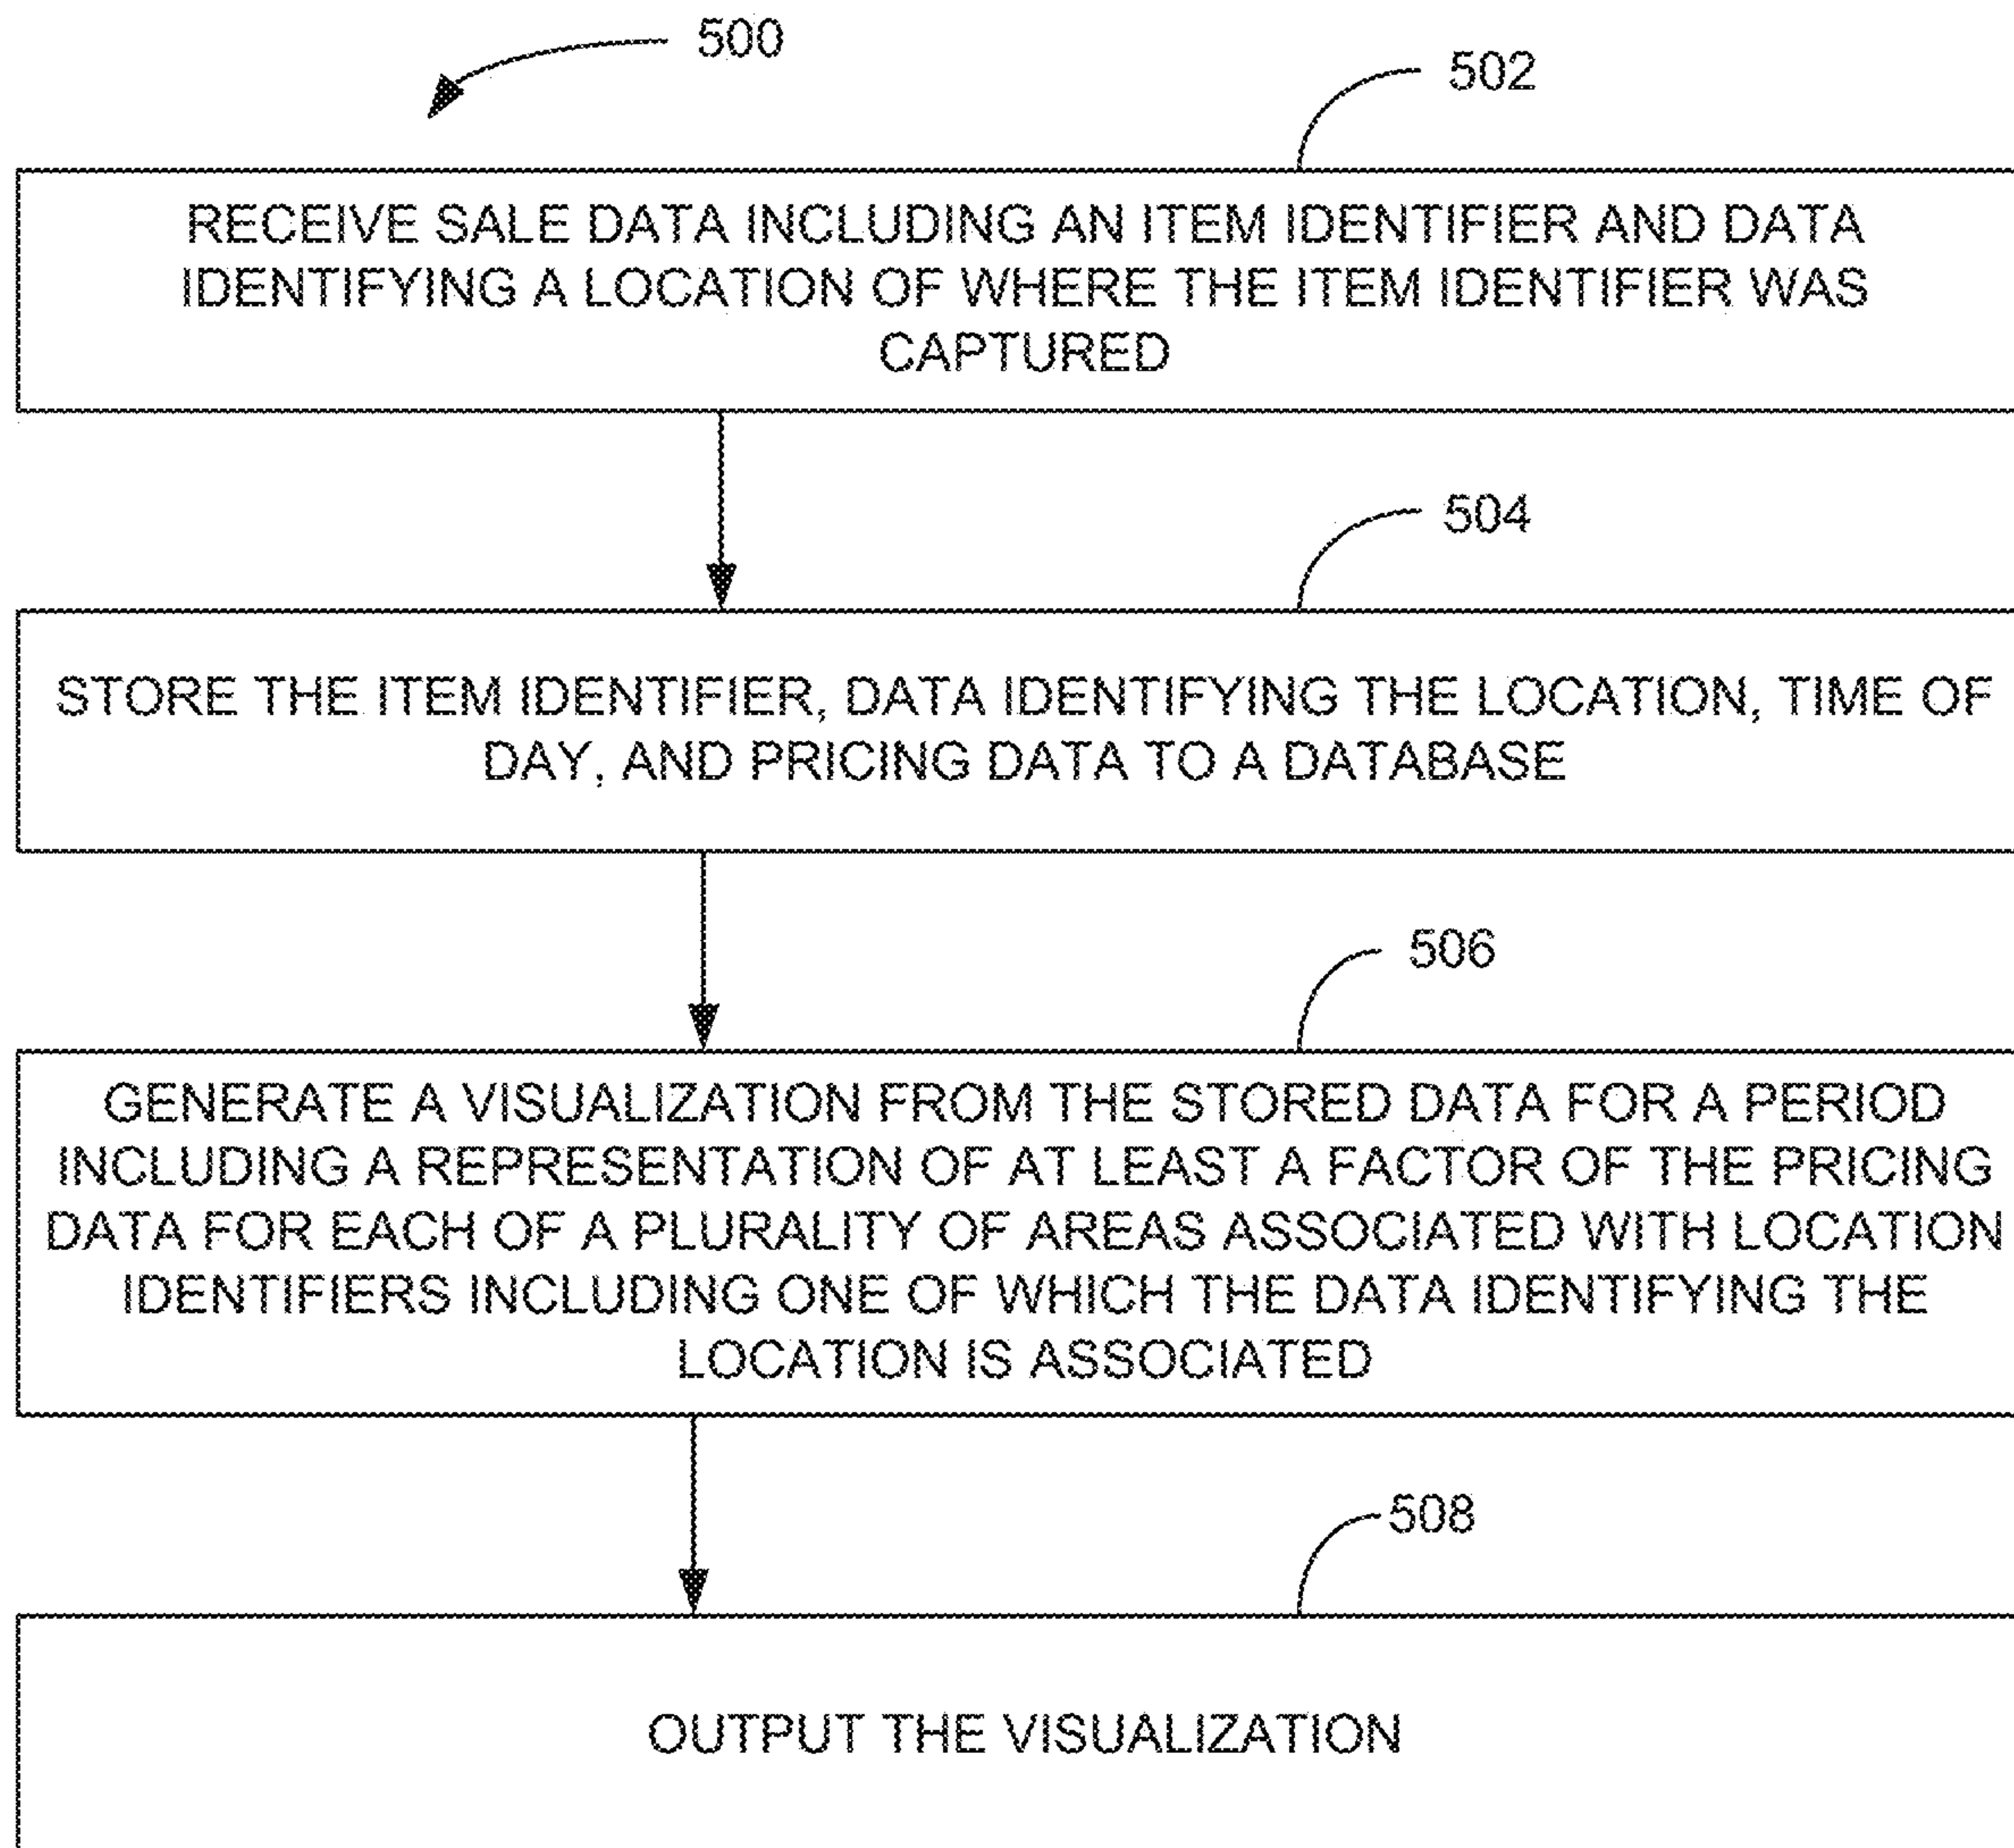 500
502
RECEIVE SALE DATA INCLUDING AN ITEM IDENTIFIER AND DATA
IDENTIFYING A LOCATION OF WHERE THE ITEM IDENTIFIER WAS
CAPTURED
504
STORE THE ITEM IDENTIFIER, DATA IDENTIFYING THE LOCATION, TIME OF
DAY, AND PRICING DATA TO A DATABASE
506
GENERATE A VISUALIZATION FROM THE STORED DATA FOR A PERIOD
INCLUDING A REPRESENTATION OF AT LEAST A FACTOR OF THE PRICING
DATA FOR EACH OF A PLURALITY OF AREAS ASSOCIATED WITH LOCATION
IDENTIFIERS INCLUDING ONE OF WHICH THE DATA IDENTIFYING THE
LOCATION IS ASSOCIATED
508
OUTPUT THE VISUALIZATION